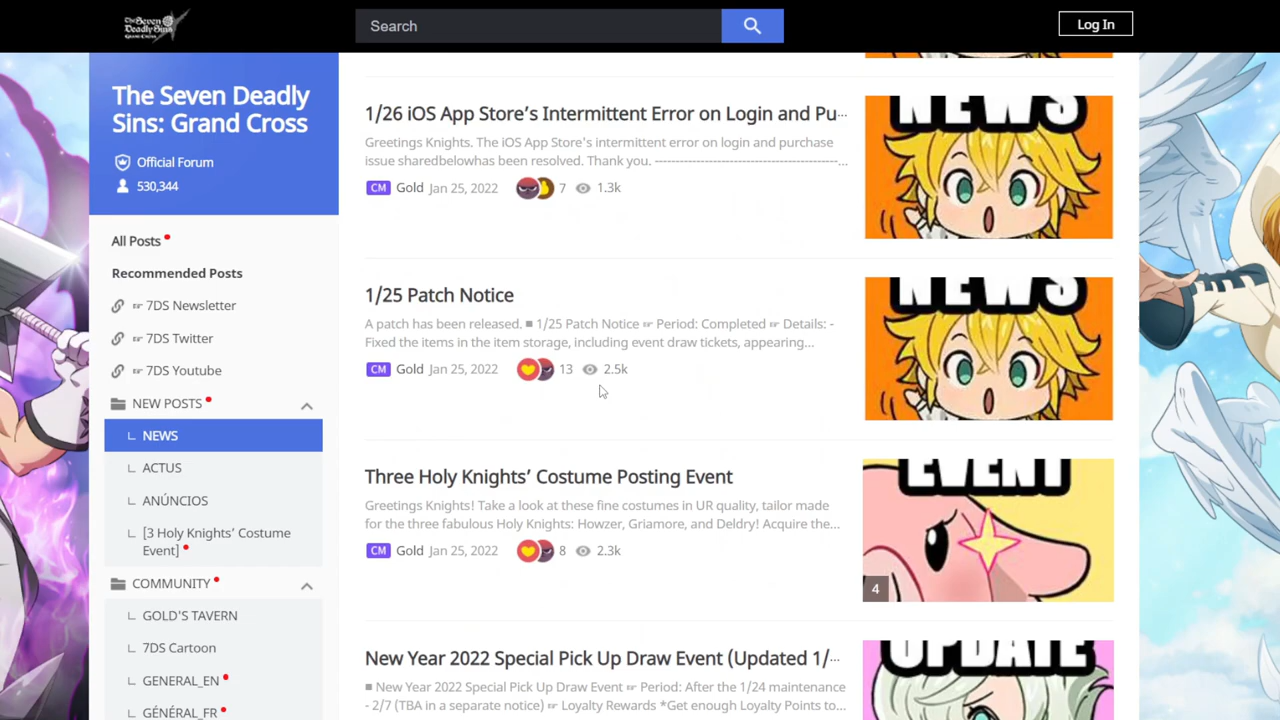 The Seven
Deadly
Sins
GRAND CROSS
Search
Log In
The Seven Deadly
Sins: Grand Cross
Official Forum
530,344
All Posts
Recommended Posts
☞ 7DS Newsletter
☞ 7DS Twitter
☞ 7DS Youtube
NEW POSTS
NEWS
ACTUS
ANÚNCIOS
[3 Holy Knights’ Costume
Event]
COMMUNITY
GOLD'S TAVERN
7DS Cartoon
GENERAL_EN
GÉNÉRAL_FR
1/26 iOS App Store’s Intermittent Error on Login and Pu...
Greetings Knights. The iOS App Store's intermittent error on login and purchase
issue sharedbelowhas been resolved. Thank you. ----------------------------------------...
CM Gold Jan 25, 2022 7 1.3k
NEWS
1/25 Patch Notice
A patch has been released. ■ 1/25 Patch Notice ☞ Period: Completed ☞ Details: -
Fixed the items in the item storage, including event draw tickets, appearing...
CM Gold Jan 25, 2022 13 2.5k
NEWS
Three Holy Knights’ Costume Posting Event
Greetings Knights! Take a look at these fine costumes in UR quality, tailor made
for the three fabulous Holy Knights: Howzer, Griamore, and Deldry! Acquire the...
CM Gold Jan 25, 2022 8 2.3k
EVENT
4
New Year 2022 Special Pick Up Draw Event (Updated 1/...
■ New Year 2022 Special Pick Up Draw Event ☞ Period: After the 1/24 maintenance
- 2/7 (TBA in a separate notice) ☞ Loyalty Rewards *Get enough Loyalty Points to...
UPDATE